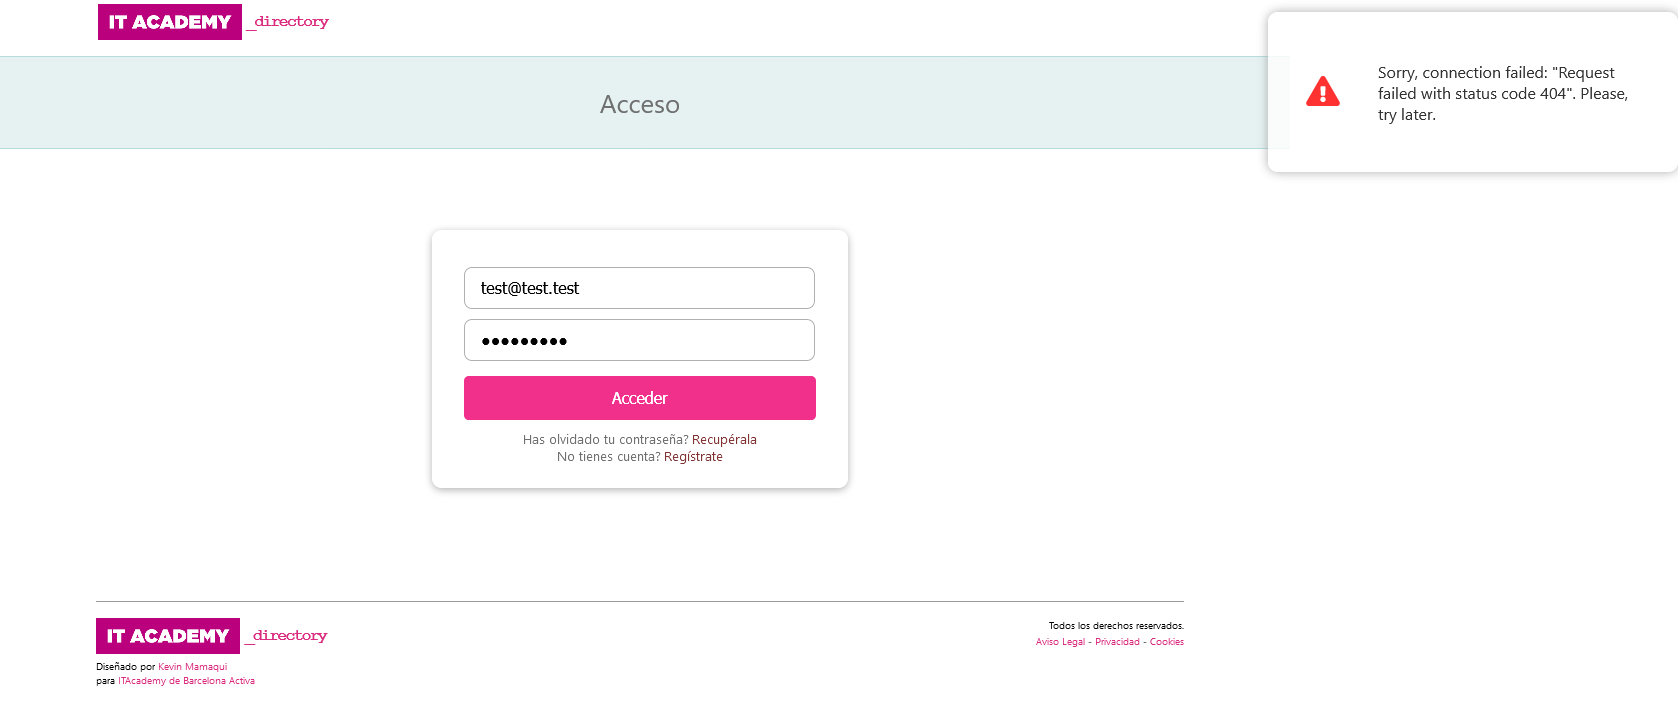 IT ACADEMY _directory
Acceso
Sorry, connection failed: "Request
failed with status code 404". Please,
try later.
test@test.test
•••••••••
Acceder
Has olvidado tu contraseña? Recupérala
No tienes cuenta? Regístrate
IT ACADEMY _directory
Diseñado por Kevin Mamaqui
para ITAcademy de Barcelona Activa
Todos los derechos reservados.
Aviso Legal - Privacidad - Cookies